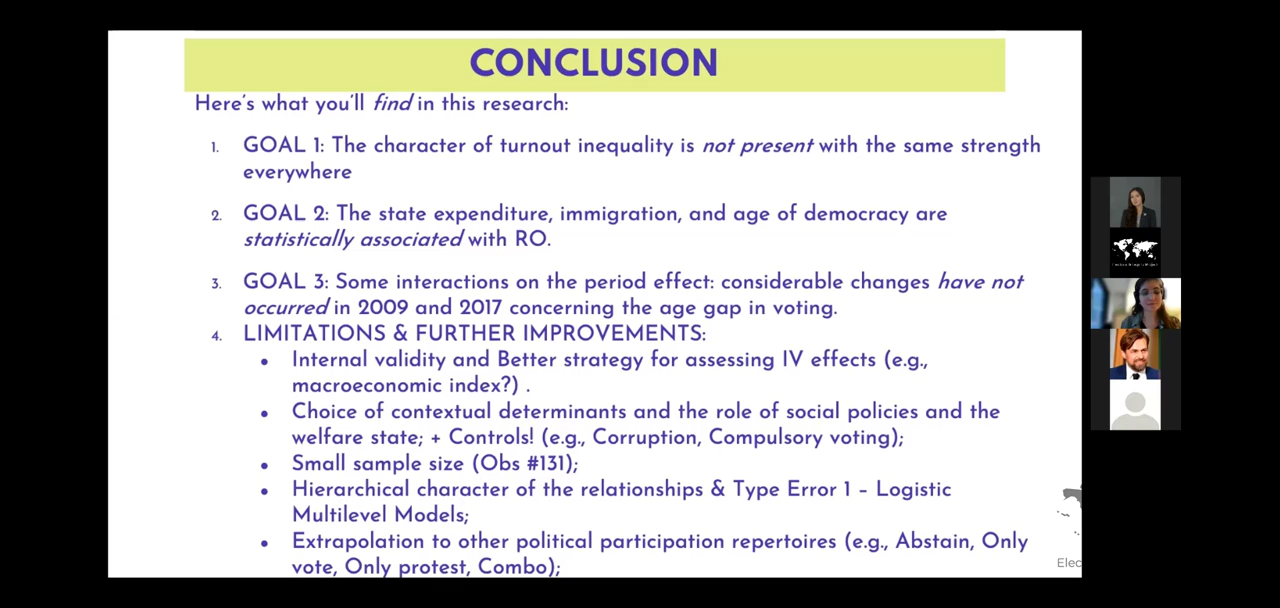 CONCLUSION
Here's what you'll find in this research:
1. GOAL 1: The character of turnout inequality is not present with the same strength
everywhere
2. GOAL 2: The state expenditure, immigration, and age of democracy are
statistically associated with RO.
3. GOAL 3: Some interactions on the period effect: considerable changes have not
occurred in 2009 and 2017 concerning the age gap in voting.
4. LIMITATIONS & FURTHER IMPROVEMENTS:
• Internal validity and Better strategy for assessing IV effects (e.g.,
macroeconomic index?) .
• Choice of contextual determinants and the role of social policies and the
welfare state; + Controls! (e.g., Corruption, Compulsory voting);
• Small sample size (Obs #131);
• Hierarchical character of the relationships & Type Error 1 – Logistic
Multilevel Models;
• Extrapolation to other political participation repertoires (e.g., Abstain, Only
vote, Only protest, Combo);
Elec